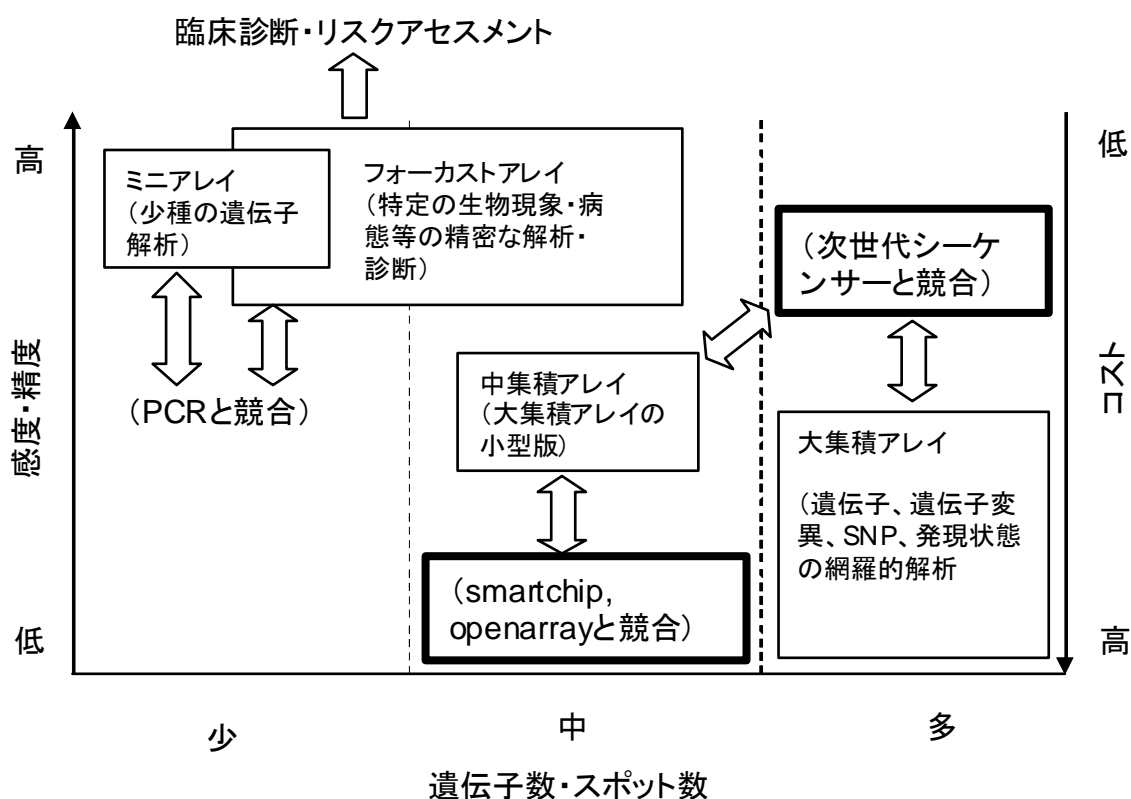 臨床診断・リスクアセスメント
高
低
ミニアレイ
(少種の遺伝子
解析)
フォーカストアレイ
(特定の生物現象・病
態等の精密な解析・
診断)
(次世代シーケ
ンサーと競合)
感度・精度
コスト
(PCRと競合)
中集積アレイ
(大集積アレイの
小型版)
大集積アレイ
(遺伝子、遺伝子変
異、SNP、発現状態
の網羅的解析
(smartchip,
openarrayと競合)
低
高
少
中
多
遺伝子数・スポット数